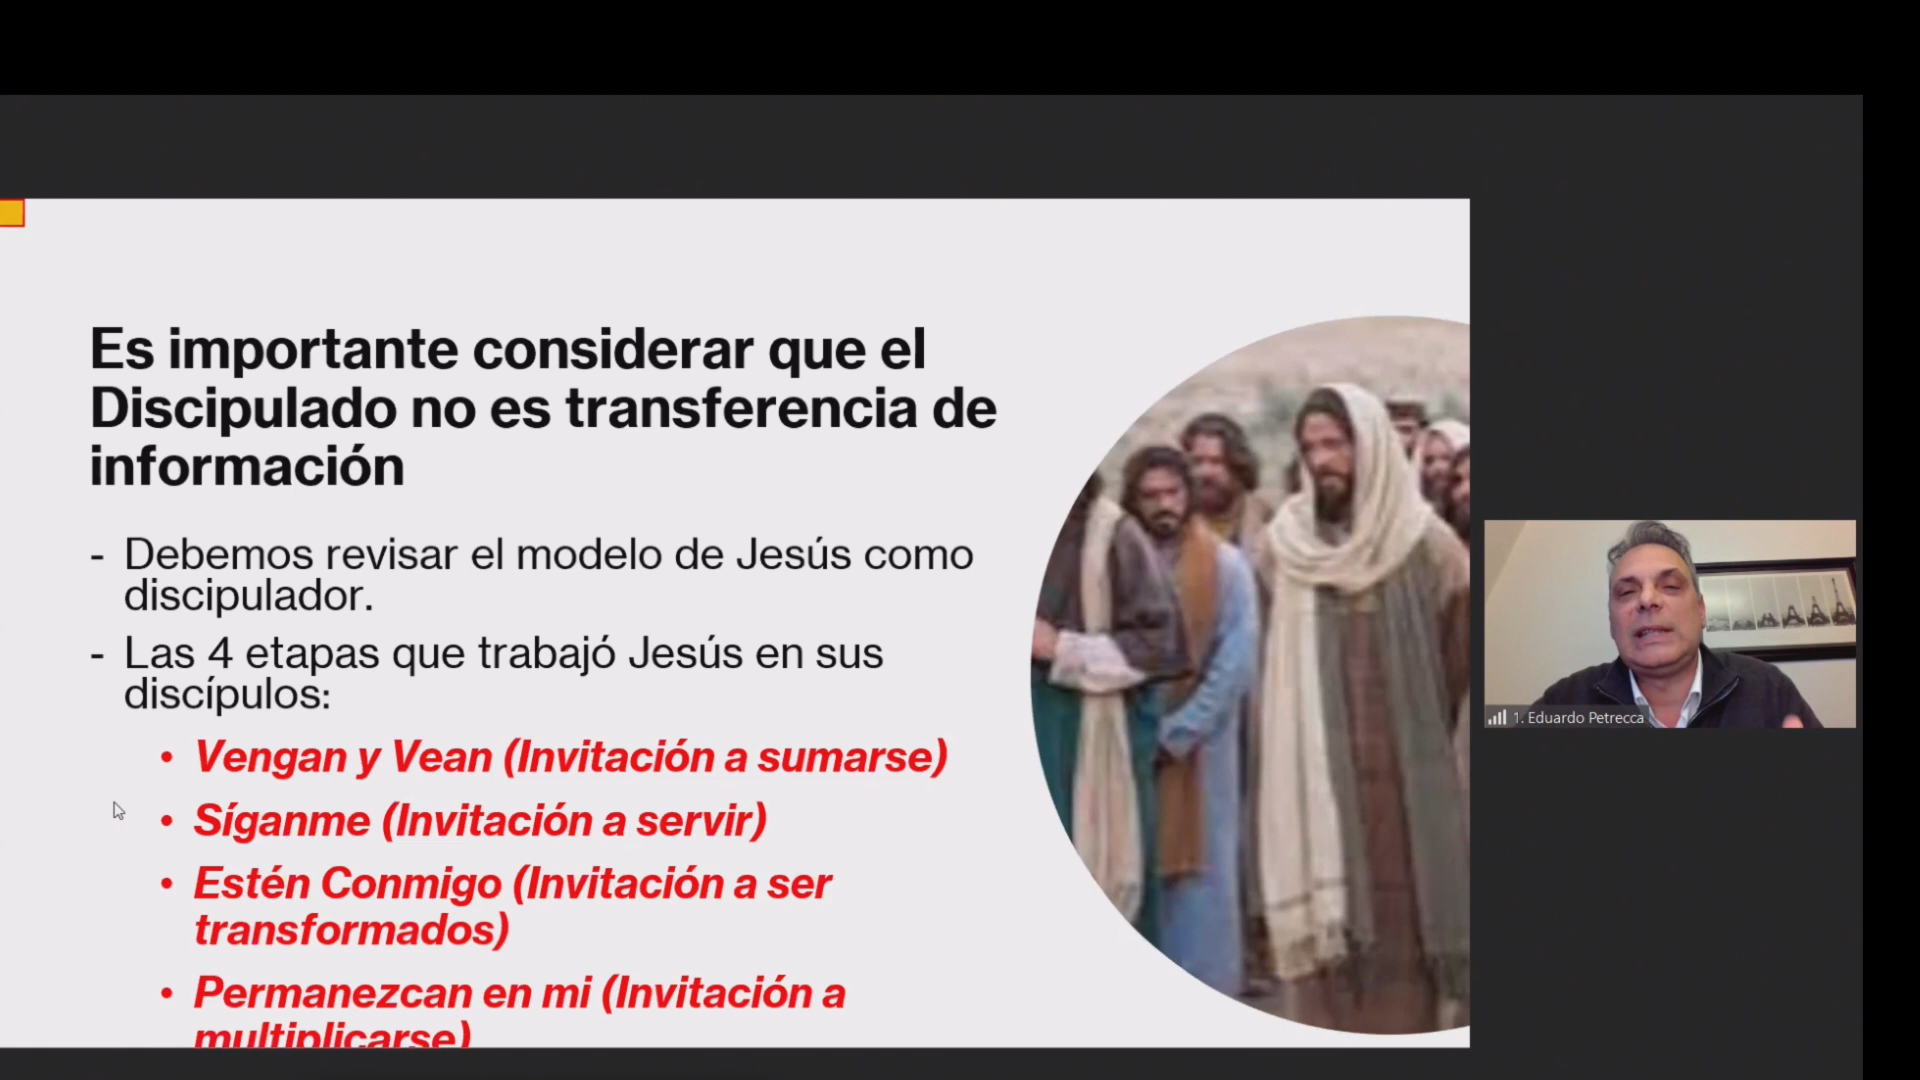 Es importante considerar que el
Discipulado no es transferencia de
información
- Debemos revisar el modelo de Jesús como
discipulador.
- Las 4 etapas que trabajó Jesús en sus
discípulos:
• Vengan y Vean (Invitación a sumarse)
• Síganme (Invitación a servir)
• Estén Conmigo (Invitación a ser
transformados)
• Permanezcan en mi (Invitación a
multiplicarse)
1. Eduardo Petrecca